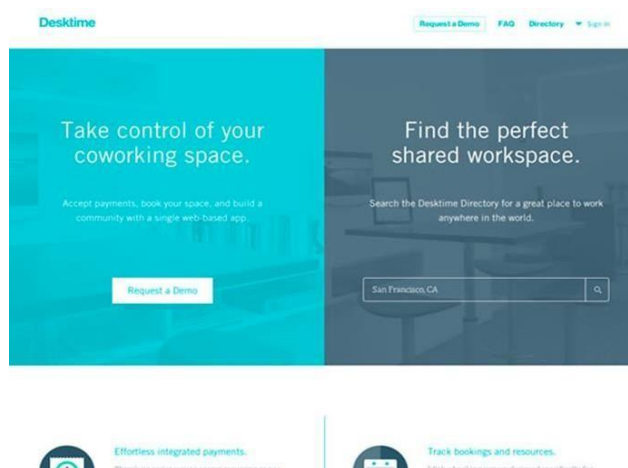 Desktime
Request a Demo FAQ Directory Sign in
Take control of your
coworking space.
Accept payments, book your space, and build a
community with a single web-based app.
Request a Demo
Find the perfect
shared workspace.
Search the Desktime Directory for a great place to work
anywhere in the world.
San Francisco, CA
Effortless integrated payments.
Track bookings and resources.